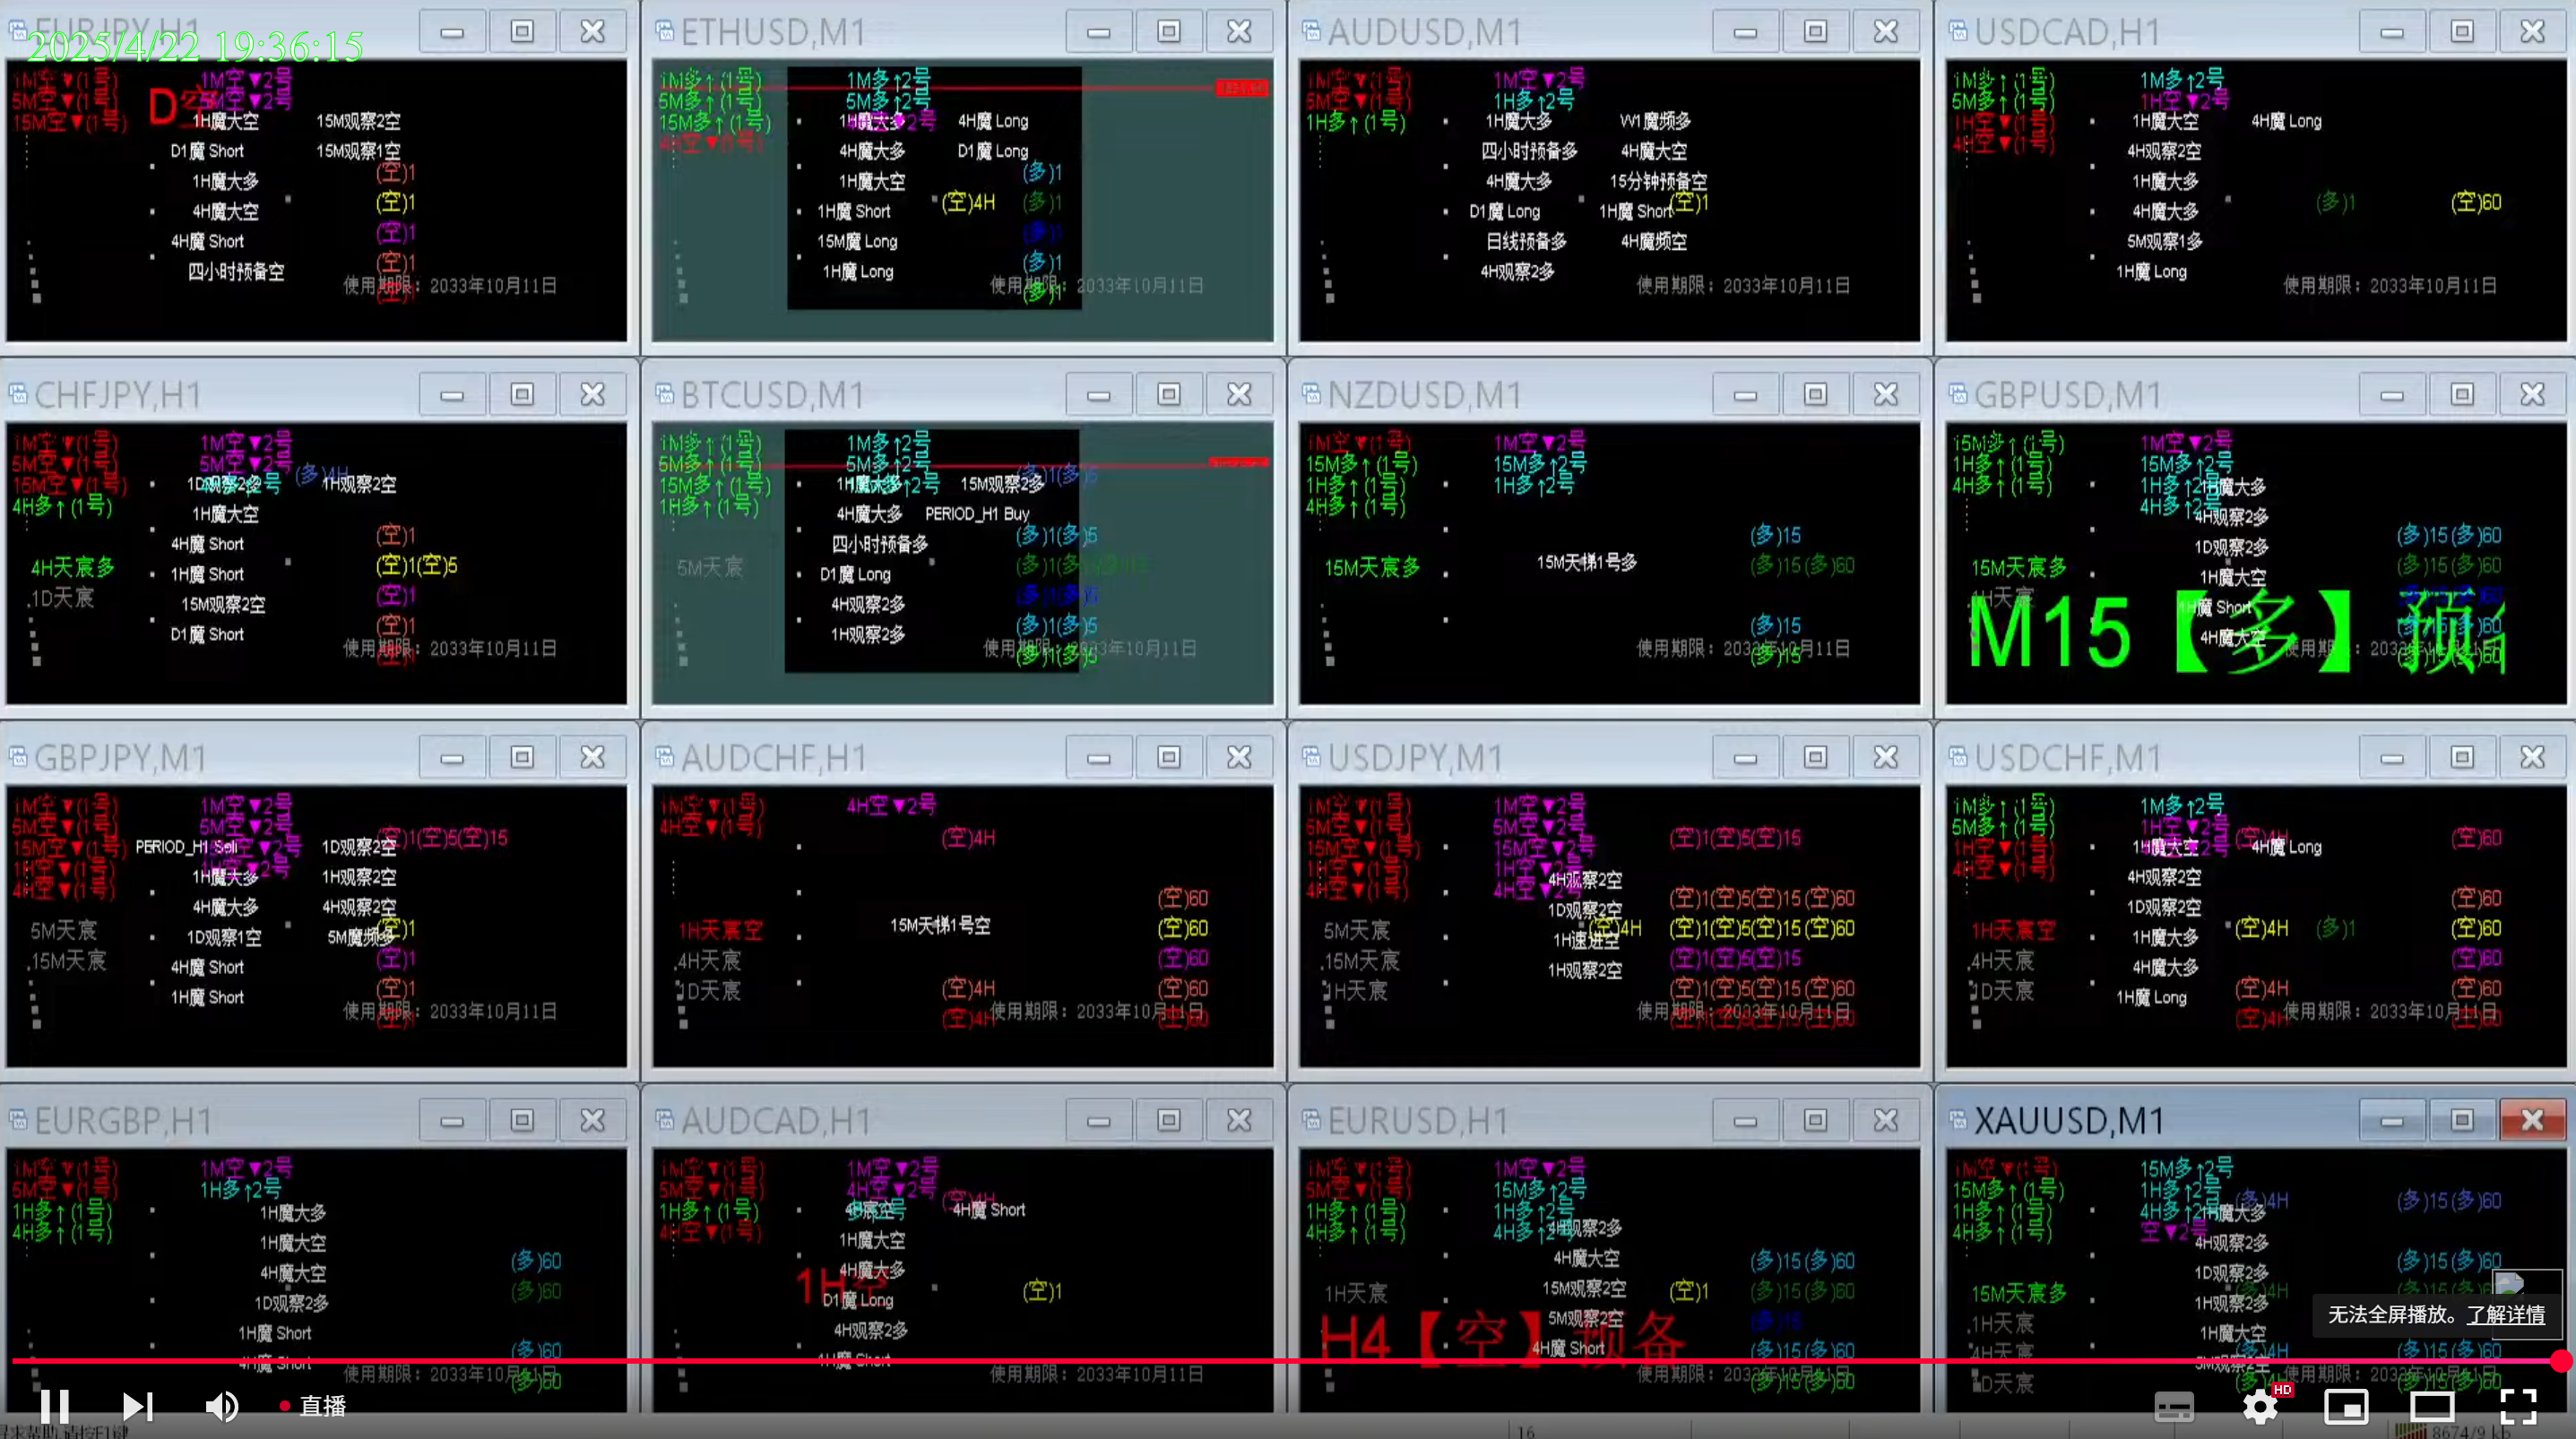 EURJPY,H1
2025/4/22 19:36:15
1M空▼(1号)
5M空▼(1号)
15M空▼(1号)
1M空▼2号
5M空▼2号
D空
1H魔大空
15M观察2空
D1魔 Short
15M观察1空
1H魔大多
4H魔大空
4H魔 Short
四小时预备空
(空)1
(空)1
(空)1
(空)1
使用期限：2033年10月11日
ETHUSD,M1
1M多↑(1号)
5M多↑(1号)
15M多↑(1号)
4H空▼(1号)
1M多↑2号
5M多↑2号
1H魔大多
4H魔 Long
4H魔大多
D1魔 Long
1H魔大空
1H魔 Short
15M魔 Long
1H魔 Long
(空)4H
(多)1
(多)1
(多)1
(多)1
(多)1
使用期限：2033年10月11日
AUDUSD,M1
1M空▼(1号)
5M空▼(1号)
1H多↑(1号)
1M空▼2号
1H多↑2号
1H魔大多
W1魔频多
四小时预备多
4H魔大空
4H魔大多
15分钟预备空
D1魔 Long
1H魔 Short
(空)1
日线预备多
4H魔频空
4H观察2多
使用期限：2033年10月11日
USDCAD,H1
1M多↑(1号)
5M多↑(1号)
1H空▼(1号)
4H空▼(1号)
1M多↑2号
1H空▼2号
1H魔大空
4H魔 Long
4H观察2空
1H魔大多
4H魔大多
5M观察1多
1H魔 Long
(多)1
(空)60
使用期限：2033年10月11日
CHFJPY,H1
1M空▼(1号)
5M空▼(1号)
15M空▼(1号)
4H多↑(1号)
1M空▼2号
5M空▼2号
(多)4H
1D观察2多
1H观察2空
1H魔大空
4H魔 Short
1H魔 Short
15M观察2空
D1魔 Short
4H天宸多
.1D天宸
(空)1
(空)1(空)5
(空)1
(空)1
使用期限：2033年10月11日
BTCUSD,M1
1M多↑(1号)
5M多↑(1号)
15M多↑(1号)
1H多↑(1号)
1M多↑2号
5M多↑2号
1H魔大多
15M观察2多
4H魔大多
PERIOD_H1 Buy
四小时预备多
D1魔 Long
4H观察2多
1H观察2多
5M天宸
(多)1(多)5
(多)1(多)5
(多)1(多)5
(多)1(多)5
(多)1(多)5
使用期限：2033年10月11日
NZDUSD,M1
1M空▼(1号)
15M多↑(1号)
1H多↑(1号)
4H多↑(1号)
1M空▼2号
15M多↑2号
1H多↑2号
15M天宸多
15M天梯1号多
(多)15
(多)15(多)60
(多)15
(多)15
使用期限：2033年10月11日
GBPUSD,M1
15M多↑(1号)
1H多↑(1号)
4H多↑(1号)
1M空▼2号
15M多↑2号
1H多↑2号
4H多↑2号
1H魔大多
4H观察2多
1D观察2多
1H魔大空
1H魔 Short
4H魔大空
15M天宸多
M15【多】
(多)15(多)60
(多)15(多)60
(多)15(多)60
(多)15(多)60
GBPJPY,M1
1M空▼(1号)
5M空▼(1号)
15M空▼(1号)
1H空▼(1号)
4H空▼(1号)
1M空▼2号
5M空▼2号
PERIOD_H1 Sell
1D观察2空
(空)1(空)5(空)15
1H魔大多
1H观察2空
4H魔大多
4H观察2空
1D观察1空
5M魔频多
4H魔 Short
1H魔 Short
5M天宸
.15M天宸
(空)1
(空)1
(空)1
使用期限：2033年10月11日
AUDCHF,H1
1M空▼(1号)
4H空▼(1号)
4H空▼2号
(空)4H
15M天梯1号空
1H天宸空
.4H天宸
1D天宸
(空)60
(空)60
(空)60
(空)60
(空)4H
(空)4H
使用期限：2033年10月11日
USDJPY,M1
1M空▼(1号)
5M空▼(1号)
15M空▼(1号)
1H空▼(1号)
4H空▼(1号)
1M空▼2号
5M空▼2号
15M空▼2号
1H空▼2号
4H空▼2号
4H观察2空
1D观察2空
(空)4H
1H速进空
1H观察2空
5M天宸
.15M天宸
1H天宸
(空)1(空)5(空)15
(空)1(空)5(空)15(空)60
(空)1(空)5(空)15(空)60
(空)1(空)5(空)15
(空)1(空)5(空)15(空)60
使用期限：2033年10月11日
USDCHF,M1
1M多↑(1号)
5M多↑(1号)
1H空▼(1号)
4H空▼(1号)
1M多↑2号
1H空▼2号
(空)4H
1H魔大空
4H魔 Long
4H观察2空
1D观察2空
1H魔大多
4H魔大多
1H魔 Long
1H天宸空
.4H天宸
1D天宸
(空)4H
(多)1
(空)60
(空)60
(空)60
(空)60
(空)4H
(空)60
(空)4H
使用期限：2033年10月11日
EURGBP,H1
1M空▼(1号)
5M空▼(1号)
1H多↑(1号)
4H多↑(1号)
1M空▼2号
1H多↑2号
1H魔大多
1H魔大空
4H魔大空
1D观察2多
1H魔 Short
4H魔 Short
(多)60
(多)60
(多)60
(多)60
使用期限：2033年10月11日
AUDCAD,H1
1M空▼(1号)
5M空▼(1号)
1H多↑(1号)
4H空▼(1号)
1M空▼2号
4H空▼2号
(空)4H
4H魔 Short
1H魔大空
4H魔大多
1H空
D1魔 Long
4H观察2多
(空)1
使用期限：2033年10月11日
EURUSD,H1
1M空▼(1号)
5M空▼(1号)
1H多↑(1号)
4H多↑(1号)
1M空▼2号
15M多↑2号
1H多↑2号
4H多↑2号
4H观察2多
4H魔大空
15M观察2空
5M观察2空
4H魔 Short
1H天宸
H4【空】预备
(空)1
(多)15(多)60
(多)15(多)60
(多)15
(多)15(多)60
(多)15(多)60
使用期限：2033年10月11日
XAUUSD,M1
1M空▼(1号)
15M多↑(1号)
1H多↑(1号)
4H多↑(1号)
15M多↑2号
1H多↑2号
4H多↑2号
空▼2号
(多)4H
1H魔大多
4H观察2多
1D观察2多
1H观察2多
1H魔大空
15M天宸多
.1H天宸
4H天宸
(多)15(多)60
(多)15(多)60
(多)15(多)60
使用期限：2033年10月11日
无法全屏播放。了解详情
直播
HD
16
8674/9 kb